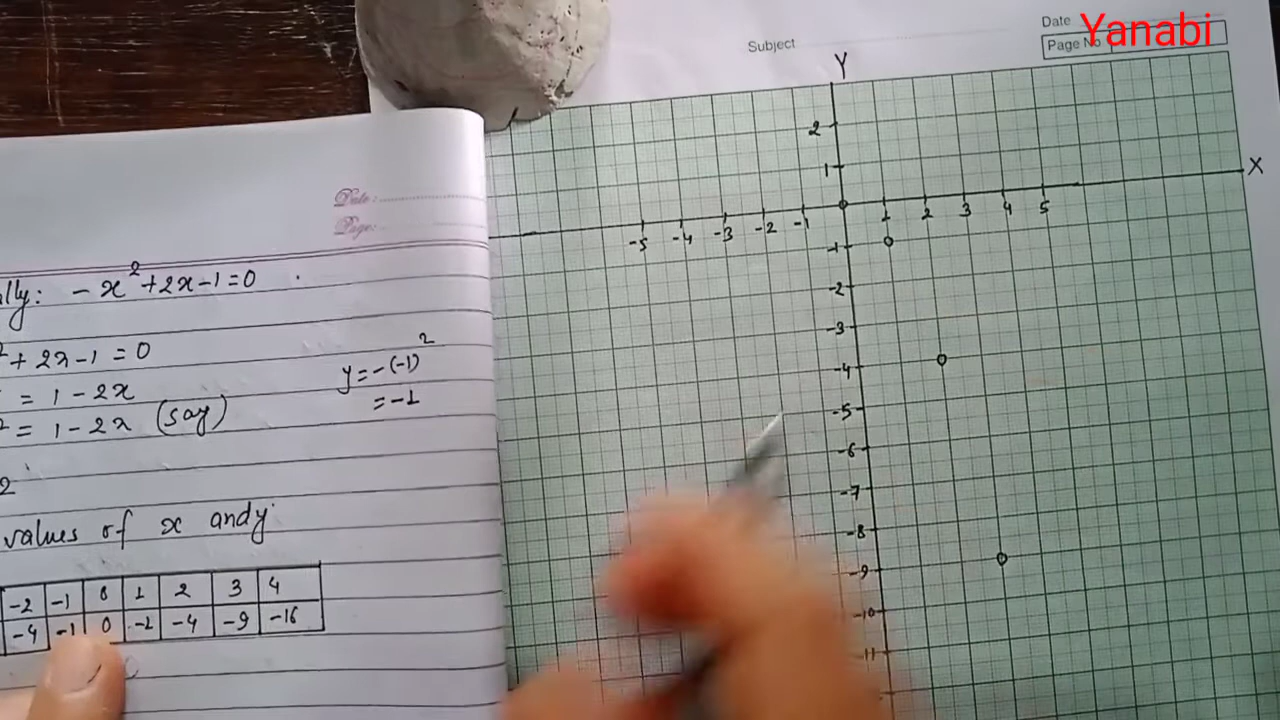 Date
Yanabi
Subject
Page No
Y
2
1
X
-5 -4 -3 -2 -1 1 2 3 4 5
-1
-2
-3
-4
-5
-6
-7
-8
-9
-10
-11
Date:
Page:
lly: -x²+2x-1=0
²+2x-1=0
= 1-2x
² = 1-2x (say)
y=-(-1)²
=-1
2
values of x and y
-2 -1 0 1 2 3 4
-4 -1 0 -1 -4 -9 -16